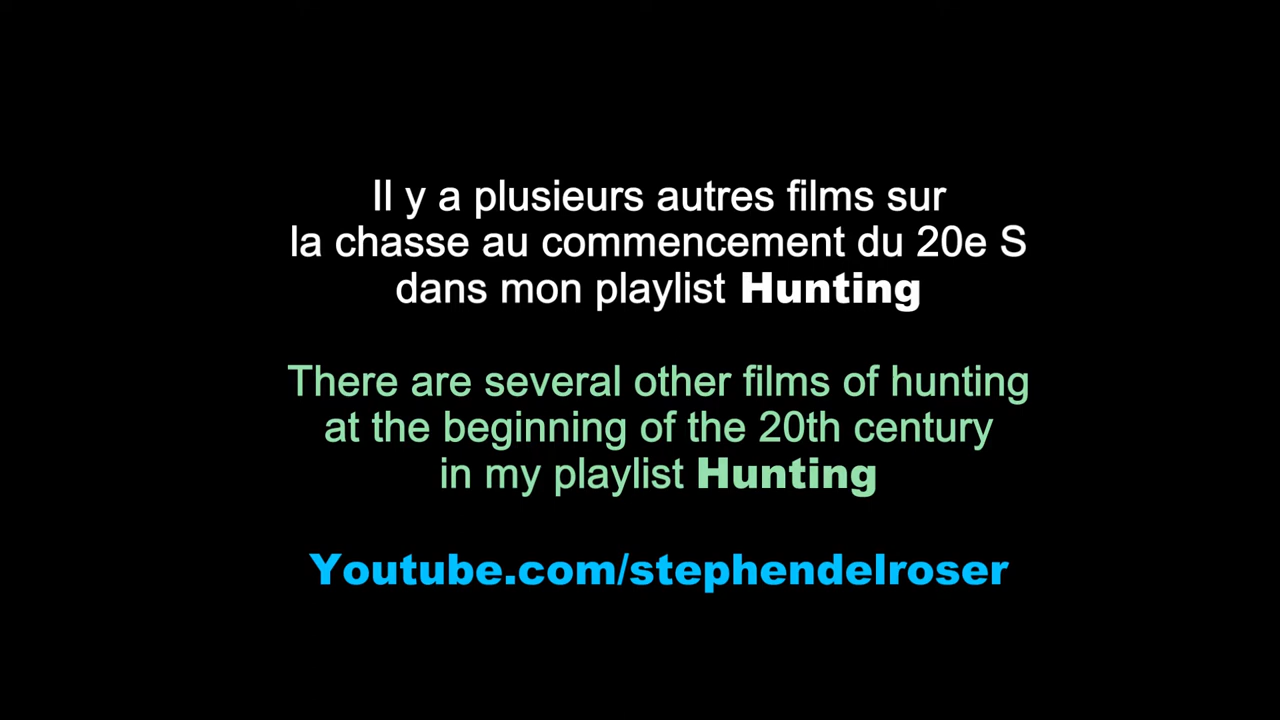 Il y a plusieurs autres films sur
la chasse au commencement du 20e S
dans mon playlist Hunting
There are several other films of hunting
at the beginning of the 20th century
in my playlist Hunting
Youtube.com/stephendelroser